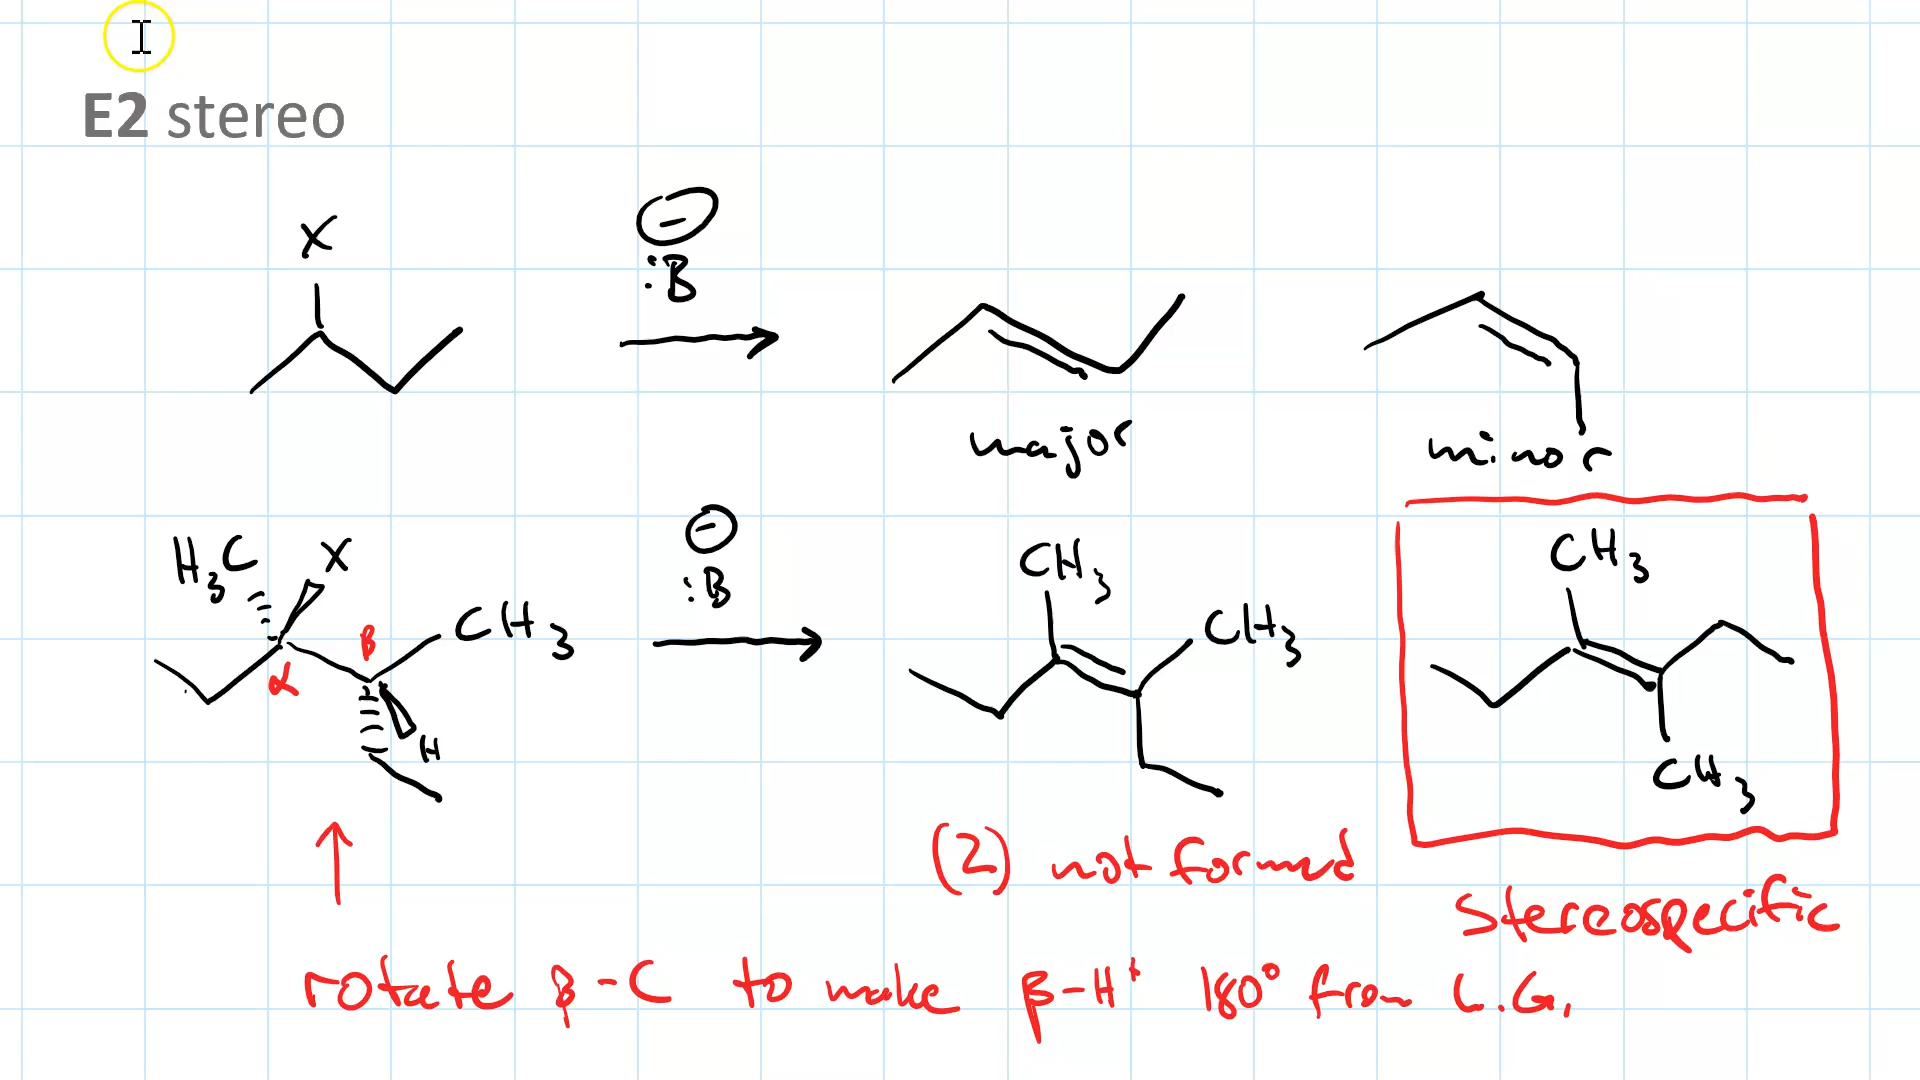 E2 stereo
X
⊖
:B̈
major
minor
H₃C X
β
α
CH₃
H
⊖
:B̈
CH₃
CH₃
CH₃
CH₃
(2) not formed
Stereospecific
rotate β-C to make β-H⁺ 180° from L.G.